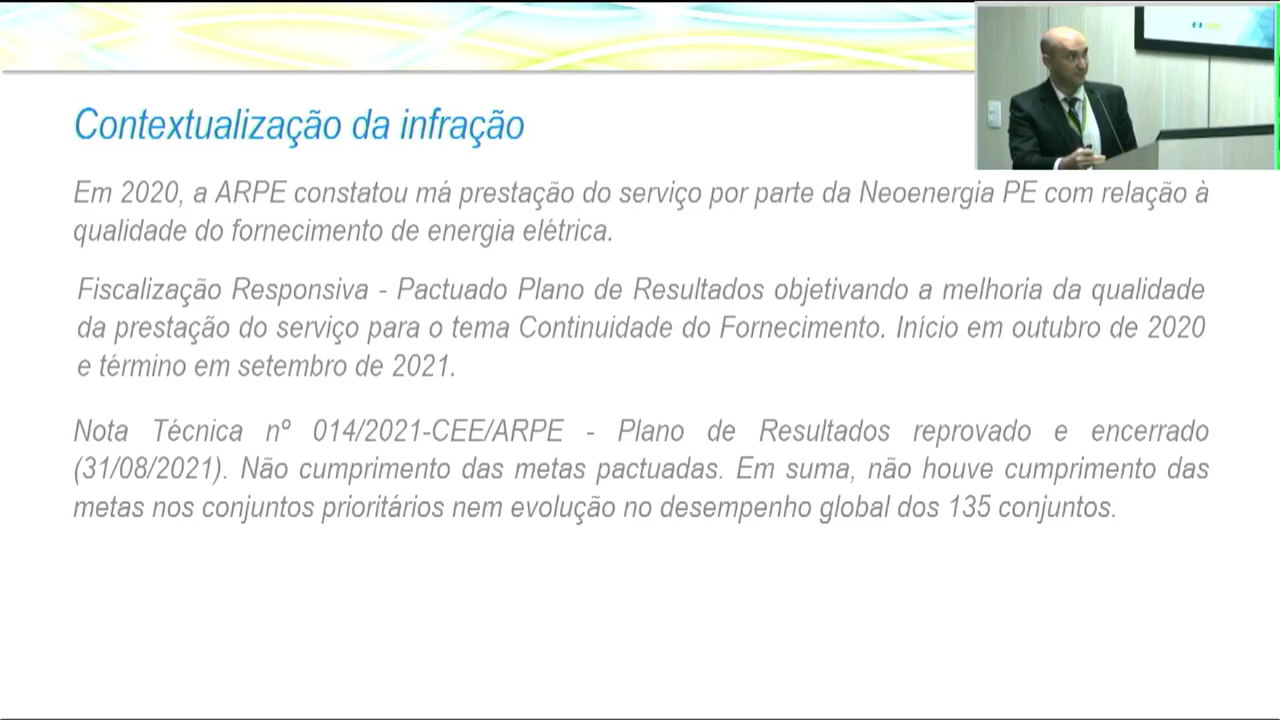 Contextualização da infração
Em 2020, a ARPE constatou má prestação do serviço por parte da Neoenergia PE com relação à
qualidade do fornecimento de energia elétrica.
Fiscalização Responsiva - Pactuado Plano de Resultados objetivando a melhoria da qualidade
da prestação do serviço para o tema Continuidade do Fornecimento. Início em outubro de 2020
e término em setembro de 2021.
Nota Técnica nº 014/2021-CEE/ARPE - Plano de Resultados reprovado e encerrado
(31/08/2021). Não cumprimento das metas pactuadas. Em suma, não houve cumprimento das
metas nos conjuntos prioritários nem evolução no desempenho global dos 135 conjuntos.